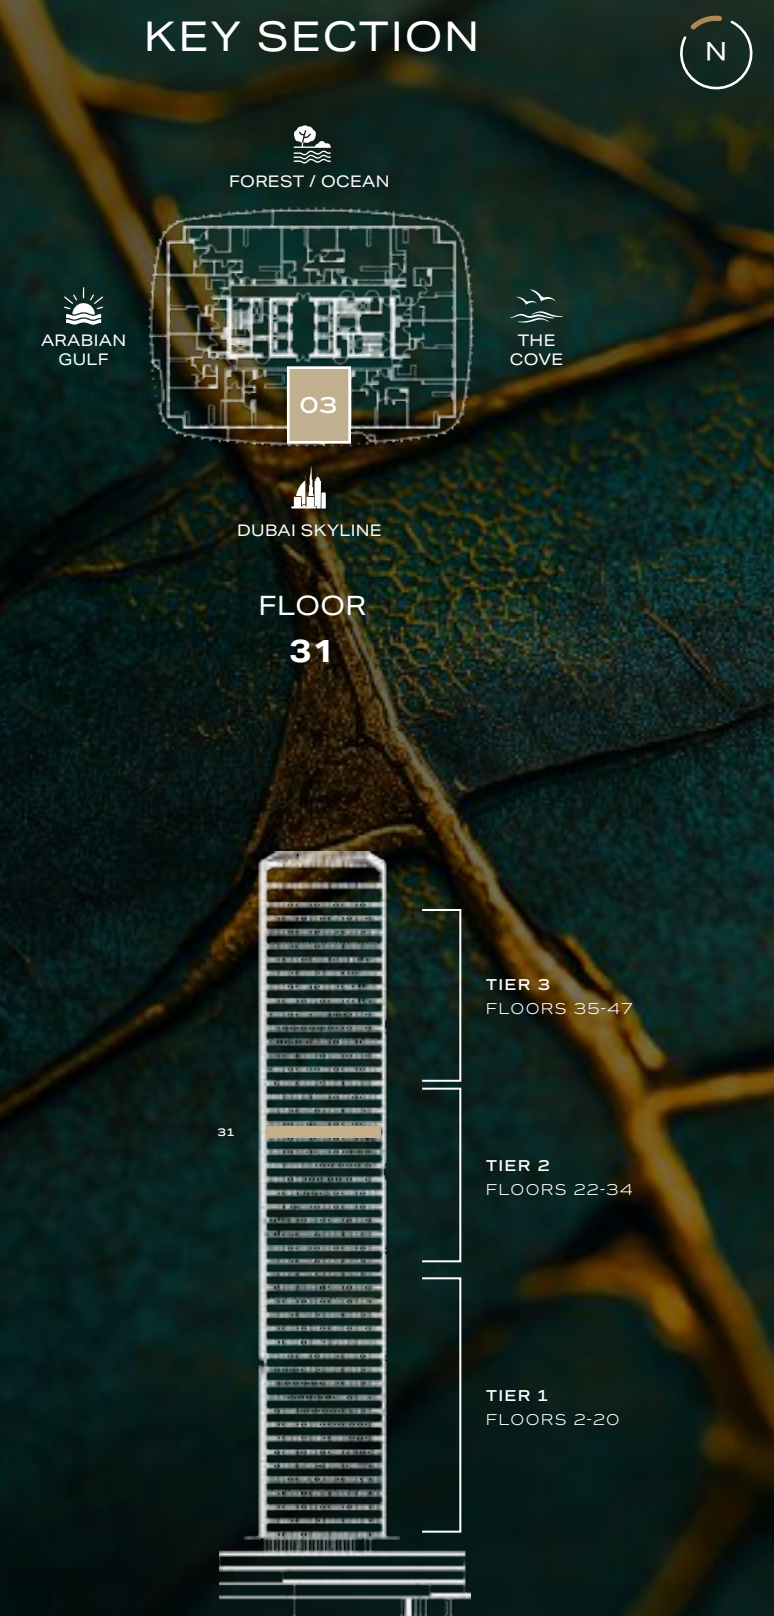 KEY SECTION
N
FOREST / OCEAN
ARABIAN
GULF
THE
COVE
03
DUBAI SKYLINE
FLOOR
31
TIER 3
FLOORS 35-47
31
TIER 2
FLOORS 22-34
TIER 1
FLOORS 2-20